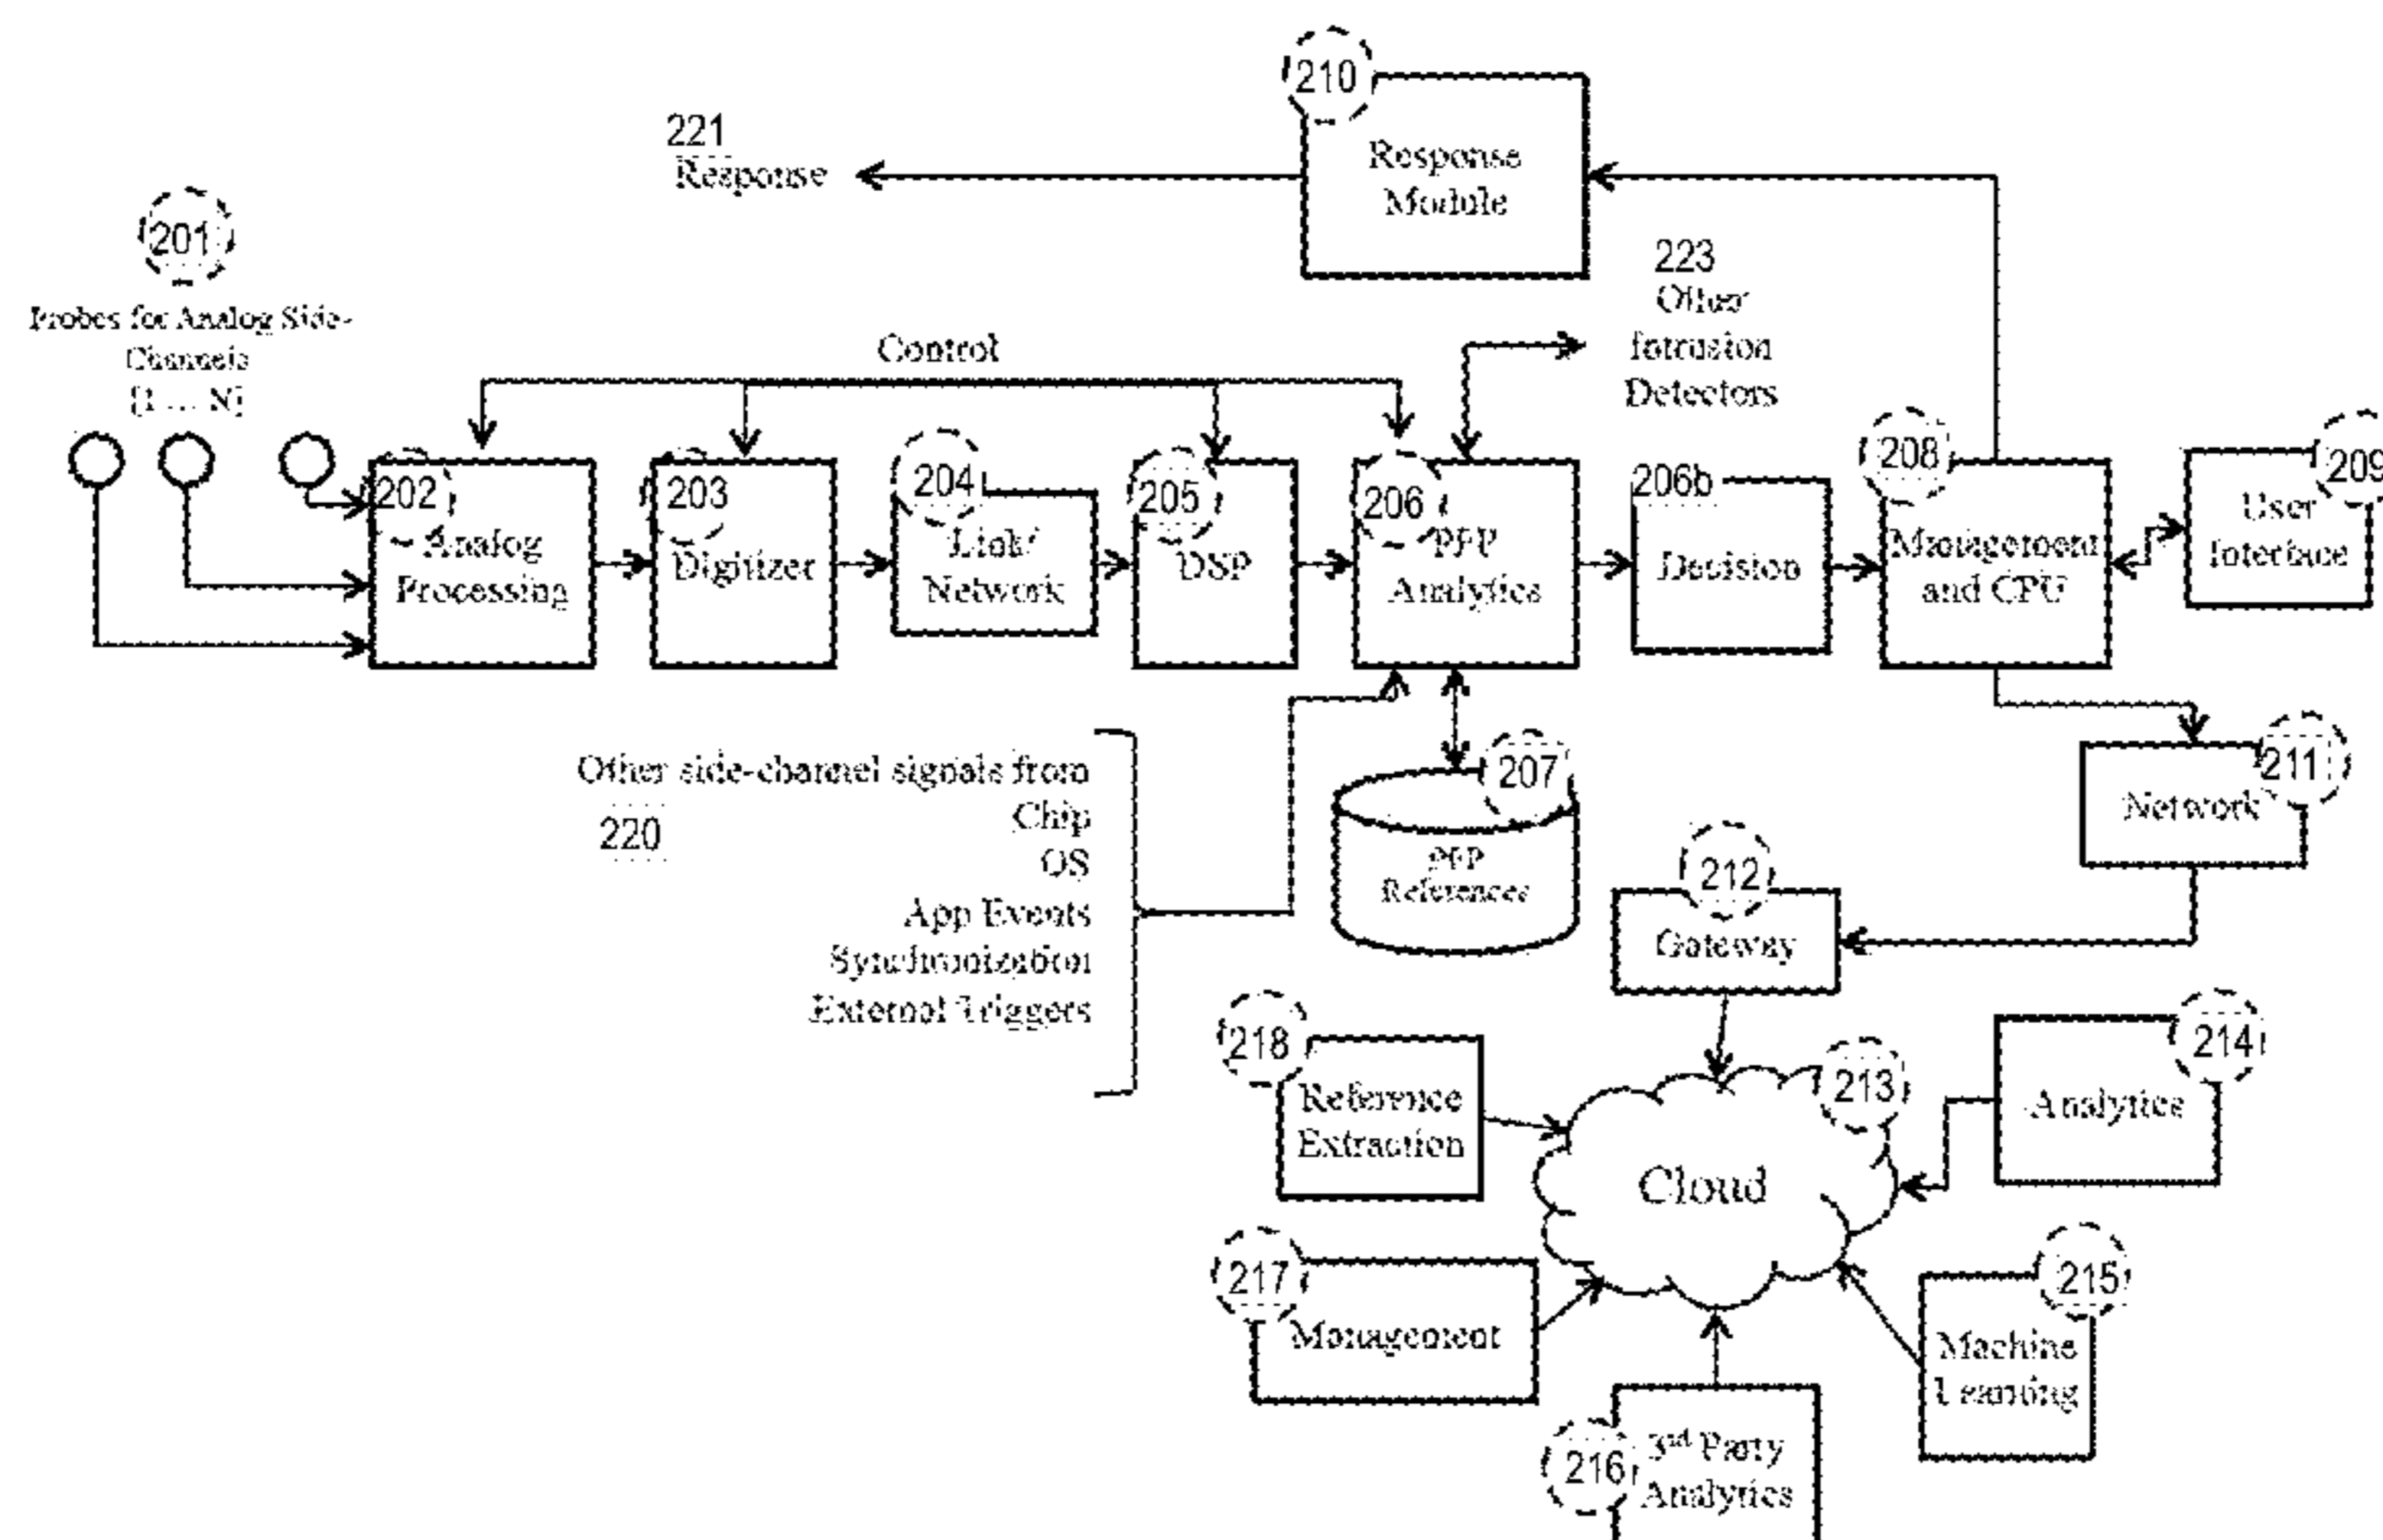 210
221
Response
Response
Module
201
Probes for Analog Side-
Channels
[1 ... N]
223
Other
Intrusion
Detectors
Control
202
Analog
Processing
203
Digitizer
204
Link/
Network
205
DSP
206
PFP
Analytics
206b
Decision
208
Management
and CPU
209
User
Interface
Other side-channel signals from
220
Chip
OS
App Events
Synchronization
External Triggers
207
PFP
References
211
Network
212
Gateway
218
Reference
Extraction
213
Cloud
214
Analytics
217
Management
215
Machine
Learning
216
3rd Party
Analytics